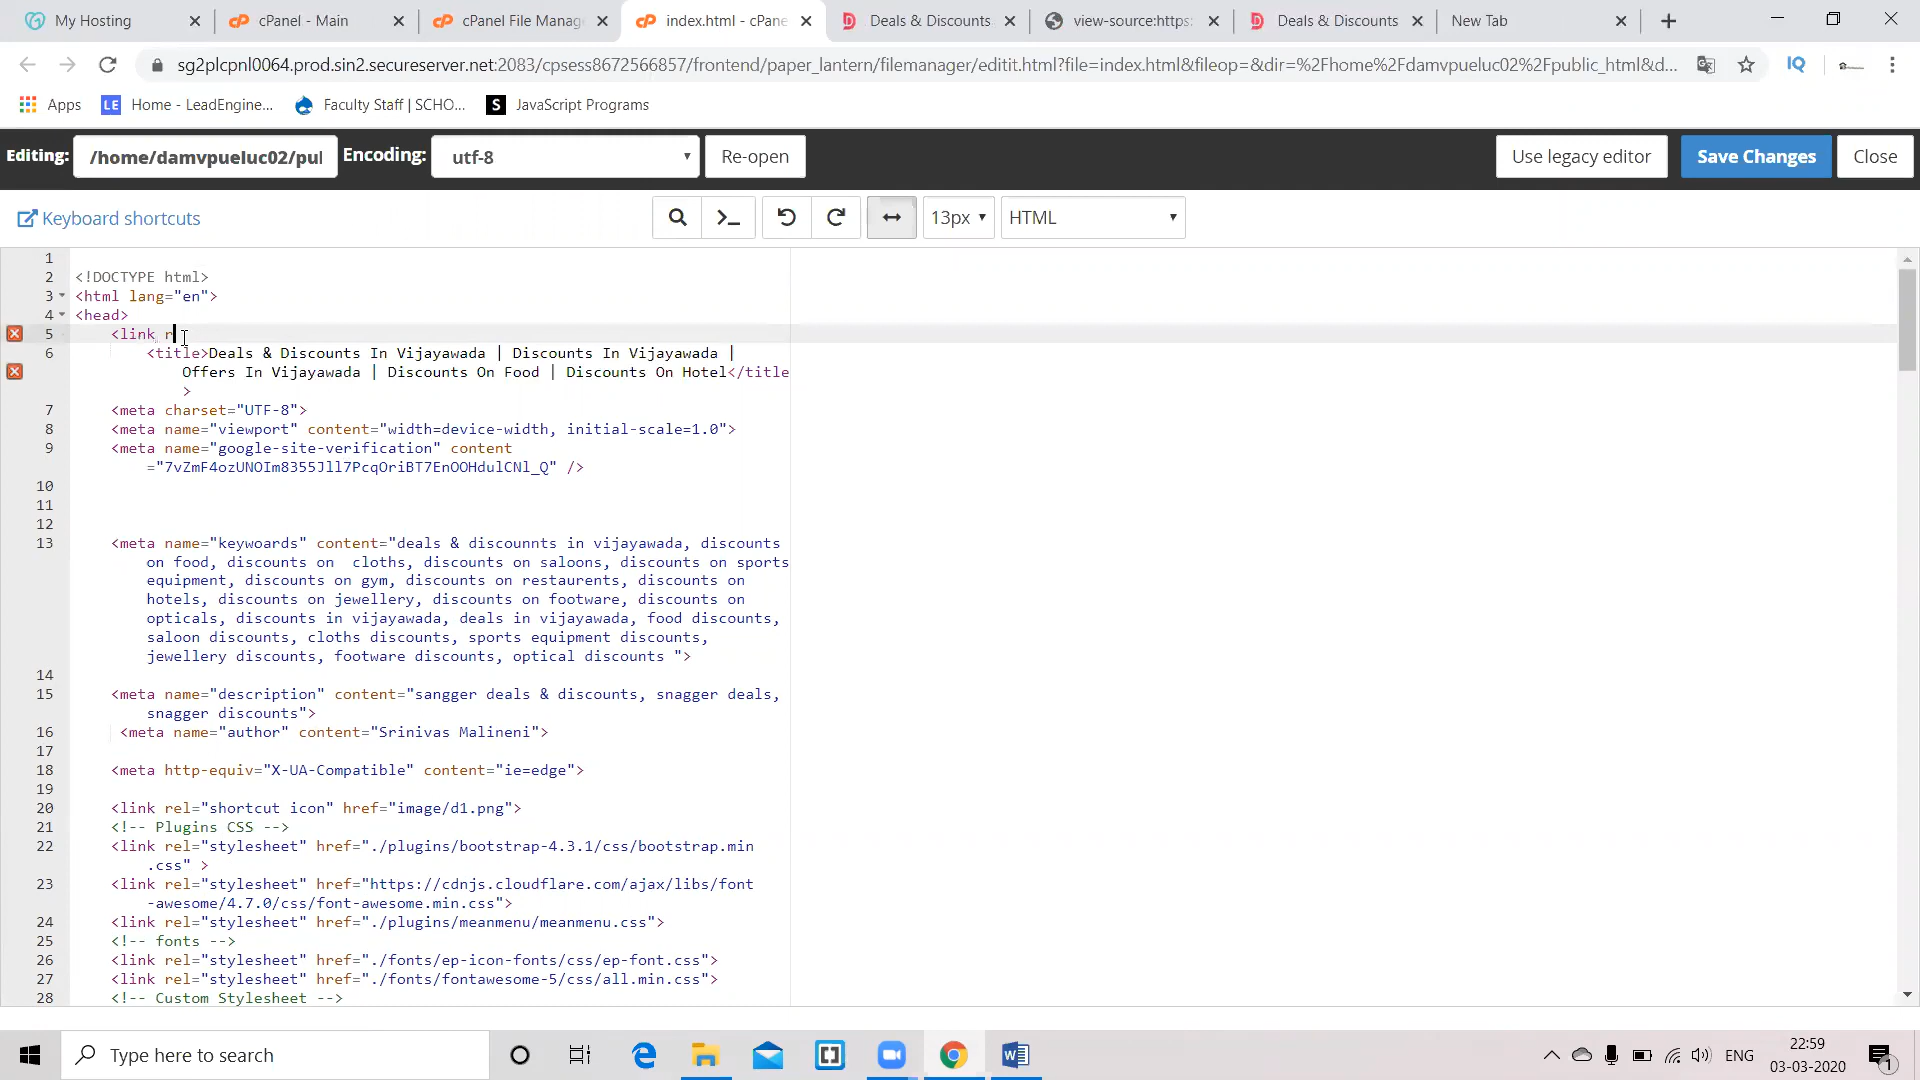 My Hosting
cPanel - Main
cPanel File Manag
index.html - cPane
Deals & Discounts
view-source:https:
Deals & Discounts
New Tab
sg2plcpnl0064.prod.sin2.secureserver.net:2083/cpsess8672566857/frontend/paper_lantern/filemanager/editit.html?file=index.html&fileop=&dir=%2Fhome%2Fdamvpueluc02%2Fpublic_html&d...
IQ
Apps
LE Home - LeadEngine...
Faculty Staff | SCHO...
S JavaScript Programs
Editing: /home/damvpueluc02/pul Encoding: utf-8 Re-open Use legacy editor Save Changes Close
Keyboard shortcuts 13px HTML
1
2 <!DOCTYPE html>
3 <html lang="en">
4 <head>
5 <link r
6 <title>Deals & Discounts In Vijayawada | Discounts In Vijayawada |
Offers In Vijayawada | Discounts On Food | Discounts On Hotel</title
>
7 <meta charset="UTF-8">
8 <meta name="viewport" content="width=device-width, initial-scale=1.0">
9 <meta name="google-site-verification" content
="7vZmF4ozUNOIm8355Jll7PcqOriBT7EnOOHdulCNl_Q" />
10
11
12
13 <meta name="keywoards" content="deals & discounnts in vijayawada, discounts
on food, discounts on  cloths, discounts on saloons, discounts on sports
equipment, discounts on gym, discounts on restaurents, discounts on
hotels, discounts on jewellery, discounts on footware, discounts on
opticals, discounts in vijayawada, deals in vijayawada, food discounts,
saloon discounts, cloths discounts, sports equipment discounts,
jewellery discounts, footware discounts, optical discounts ">
14
15 <meta name="description" content="sangger deals & discounts, snagger deals,
snagger discounts">
16 <meta name="author" content="Srinivas Malineni">
17
18 <meta http-equiv="X-UA-Compatible" content="ie=edge">
19
20 <link rel="shortcut icon" href="image/d1.png">
21 <!-- Plugins CSS -->
22 <link rel="stylesheet" href="./plugins/bootstrap-4.3.1/css/bootstrap.min
.css" >
23 <link rel="stylesheet" href="https://cdnjs.cloudflare.com/ajax/libs/font
-awesome/4.7.0/css/font-awesome.min.css">
24 <link rel="stylesheet" href="./plugins/meanmenu/meanmenu.css">
25 <!-- fonts -->
26 <link rel="stylesheet" href="./fonts/ep-icon-fonts/css/ep-font.css">
27 <link rel="stylesheet" href="./fonts/fontawesome-5/css/all.min.css">
28 <!-- Custom Stylesheet -->
Type here to search
ENG
22:59
03-03-2020
1